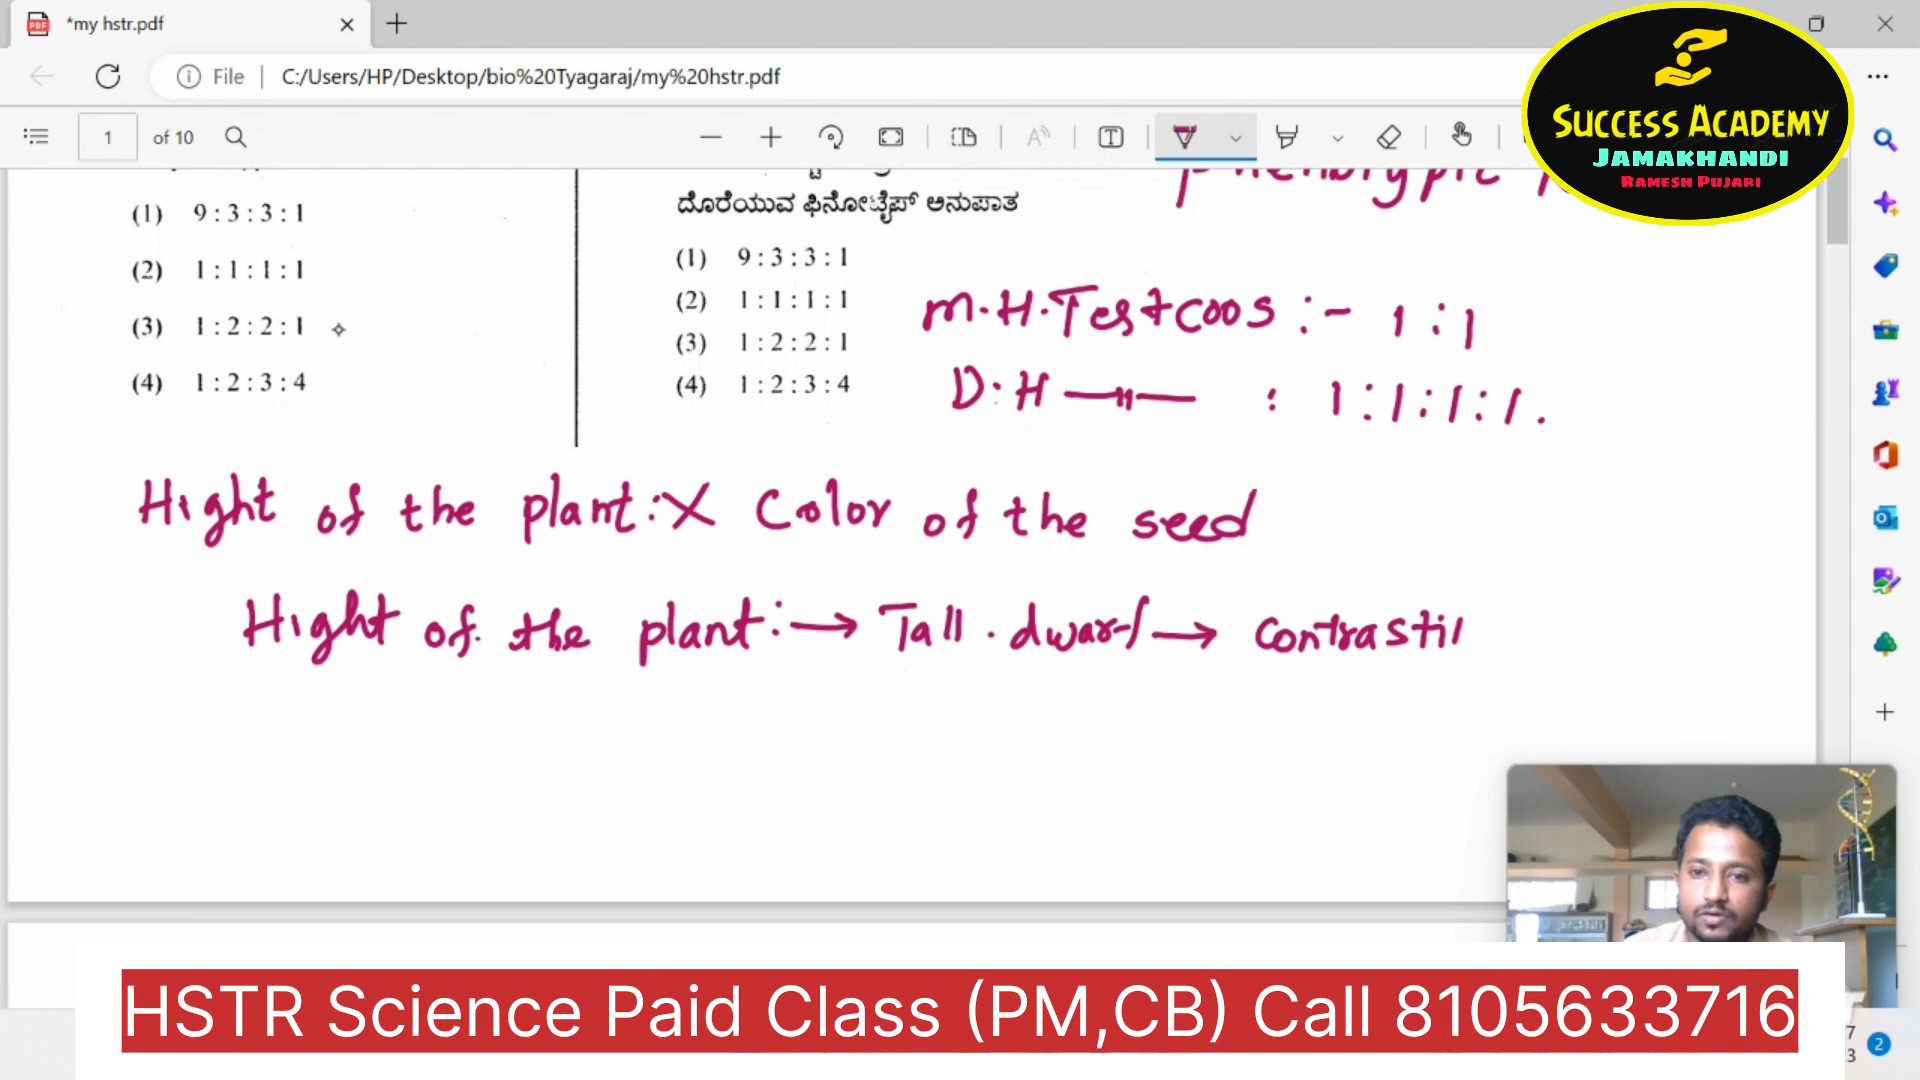 *my hstr.pdf
File
C:/Users/HP/Desktop/bio%20Tyagaraj/my%20hstr.pdf
1 of 10
SUCCESS ACADEMY
JAMAKHANDI
RAMESH PUJARI
(1) 9 : 3 : 3 : 1
(2) 1 : 1 : 1 : 1
(3) 1 : 2 : 2 : 1
(4) 1 : 2 : 3 : 4
ದೊರೆಯುವ ಫಿನೋಟೈಪ್ ಅನುಪಾತ
(1) 9 : 3 : 3 : 1
(2) 1 : 1 : 1 : 1
(3) 1 : 2 : 2 : 1
(4) 1 : 2 : 3 : 4
phenotypic
M.H.Testcoos :- 1 : 1
D.H —〃— : 1 : 1 : 1 : 1.
Hight of the plant: X Color of the seed
Hight of the plant: → Tall . dwarf → contrastil
HSTR Science Paid Class (PM,CB) Call 8105633716
2